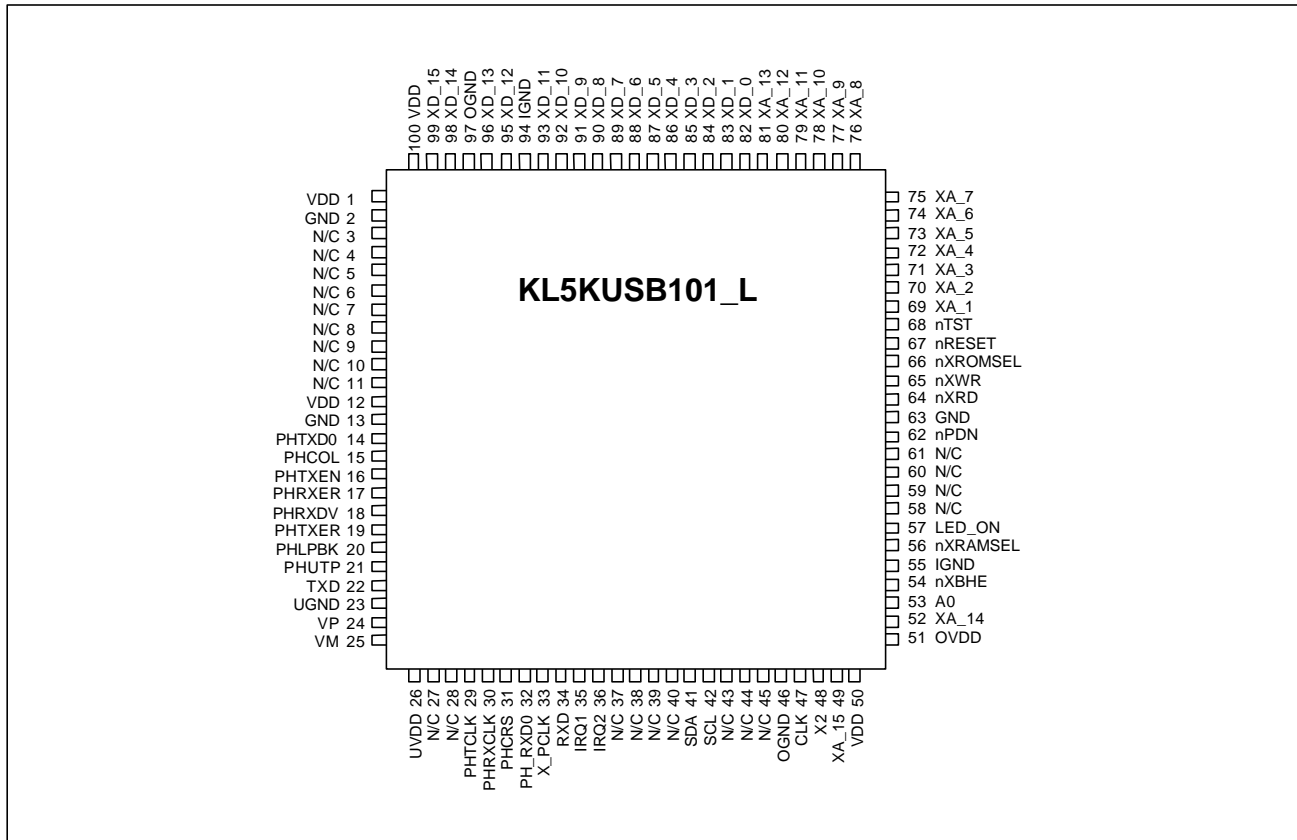 100 VDD
99 XD_15
98 XD_14
97 OGND
96 XD_13
95 XD_12
94 IGND
93 XD_11
92 XD_10
91 XD_9
90 XD_8
89 XD_7
88 XD_6
87 XD_5
86 XD_4
85 XD_3
84 XD_2
83 XD_1
82 XD_0
81 XA_13
80 XA_12
79 XA_11
78 XA_10
77 XA_9
76 XA_8
VDD 1
GND 2
N/C 3
N/C 4
N/C 5
N/C 6
N/C 7
N/C 8
N/C 9
N/C 10
N/C 11
VDD 12
GND 13
PHTXD0 14
PHCOL 15
PHTXEN 16
PHRXER 17
PHRXDV 18
PHTXER 19
PHLPBK 20
PHUTP 21
TXD 22
UGND 23
VP 24
VM 25
KL5KUSB101_L
75 XA_7
74 XA_6
73 XA_5
72 XA_4
71 XA_3
70 XA_2
69 XA_1
68 nTST
67 nRESET
66 nXROMSEL
65 nXWR
64 nXRD
63 GND
62 nPDN
61 N/C
60 N/C
59 N/C
58 N/C
57 LED_ON
56 nXRAMSEL
55 IGND
54 nXBHE
53 A0
52 XA_14
51 OVDD
UVDD 26
N/C 27
N/C 28
PHTCLK 29
PHRXCLK 30
PHCRS 31
PH_RXD0 32
X_PCLK 33
RXD 34
IRQ1 35
IRQ2 36
N/C 37
N/C 38
N/C 39
N/C 40
SDA 41
SCL 42
N/C 43
N/C 44
N/C 45
OGND 46
CLK 47
X2 48
XA_15 49
VDD 50